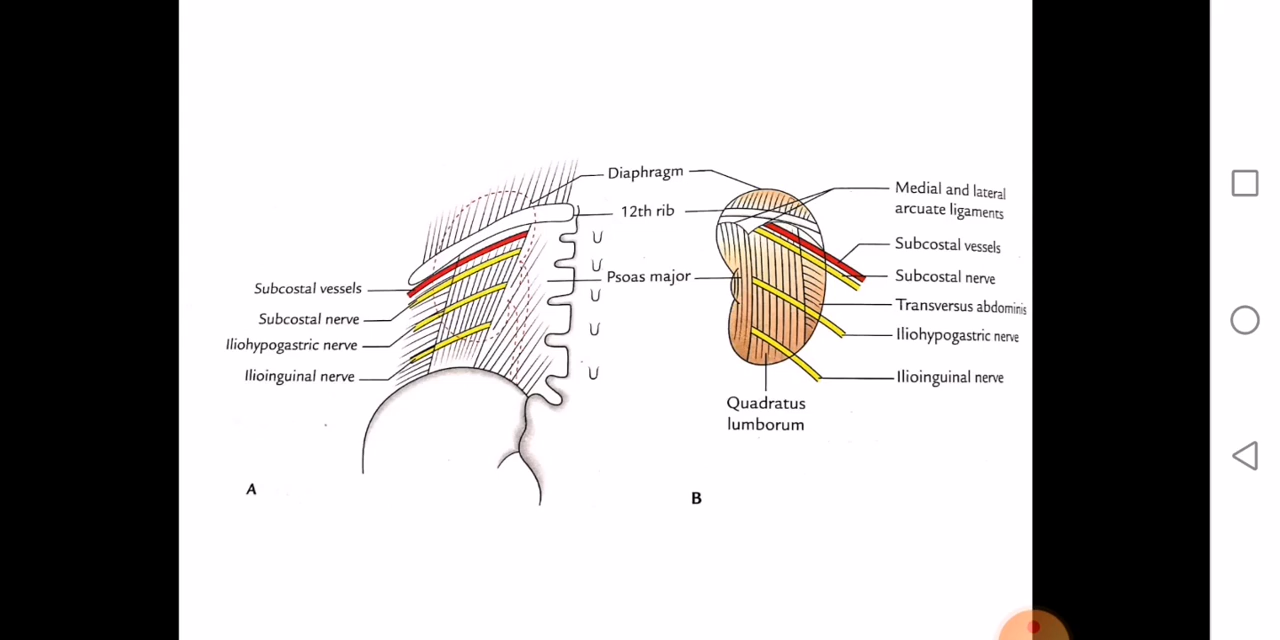 Diaphragm
12th rib
Psoas major
Subcostal vessels
Subcostal nerve
Iliohypogastric nerve
Ilioinguinal nerve
A
Medial and lateral
arcuate ligaments
Subcostal vessels
Subcostal nerve
Transversus abdominis
Iliohypogastric nerve
Ilioinguinal nerve
Quadratus
lumborum
B